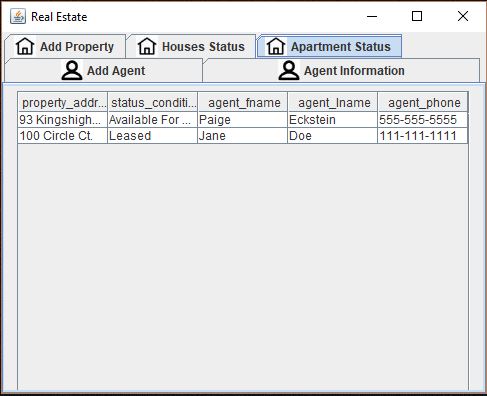 Real Estate
Add Property Houses Status Apartment Status
Add Agent Agent Information
property_addr... status_conditi... agent_fname agent_lname agent_phone
93 Kingshigh... Available For ... Paige Eckstein 555-555-5555
100 Circle Ct. Leased Jane Doe 111-111-1111